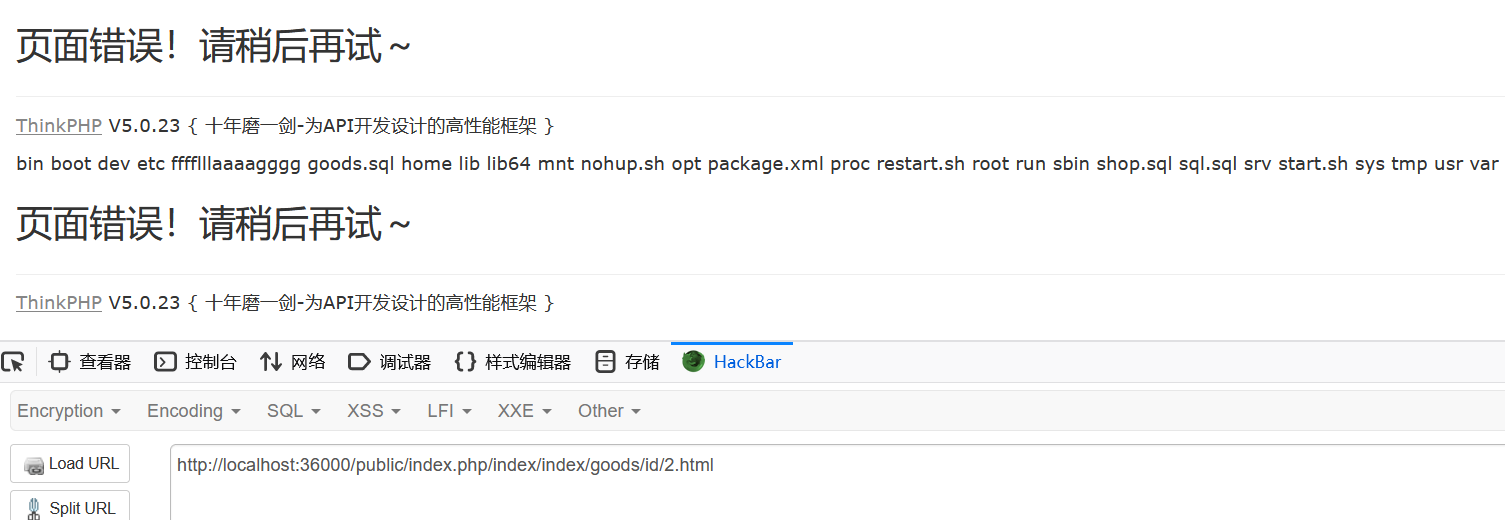 页面错误！请稍后再试～
ThinkPHP V5.0.23 { 十年磨一剑-为API开发设计的高性能框架 }
bin boot dev etc fffflllaaaagggg goods.sql home lib lib64 mnt nohup.sh opt package.xml proc restart.sh root run sbin shop.sql sql.sql srv start.sh sys tmp usr var
页面错误！请稍后再试～
ThinkPHP V5.0.23 { 十年磨一剑-为API开发设计的高性能框架 }
查看器 控制台 网络 调试器 样式编辑器 存储 HackBar
Encryption Encoding SQL XSS LFI XXE Other
Load URL http://localhost:36000/public/index.php/index/index/goods/id/2.html
Split URL